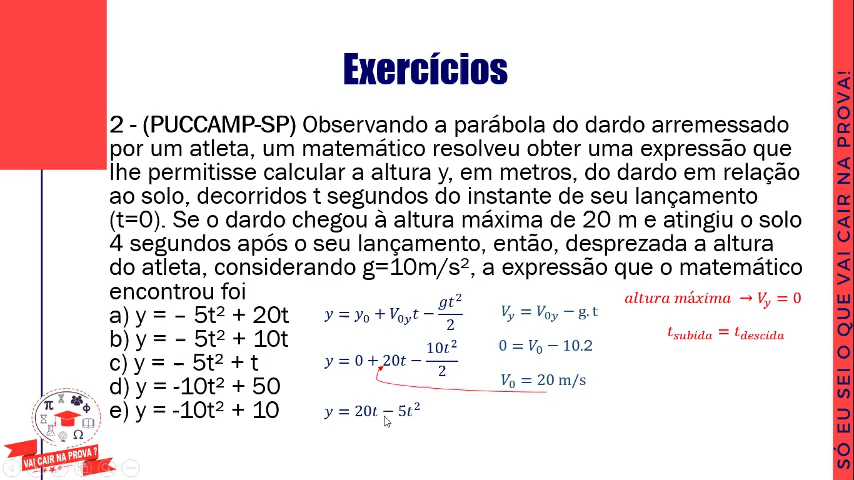 Exercícios
2 - (PUCCAMP-SP) Observando a parábola do dardo arremessado
por um atleta, um matemático resolveu obter uma expressão que
lhe permitisse calcular a altura y, em metros, do dardo em relação
ao solo, decorridos t segundos do instante de seu lançamento
(t=0). Se o dardo chegou à altura máxima de 20 m e atingiu o solo
4 segundos após o seu lançamento, então, desprezada a altura
do atleta, considerando g=10m/s², a expressão que o matemático
encontrou foi
a) y = – 5t² + 20t
b) y = – 5t² + 10t
c) y = – 5t² + t
d) y = -10t² + 50
e) y = -10t² + 10
y = y₀ + V₀yt − gt²/2
y = 0 + 20t − 10t²/2
y = 20t − 5t²
Vy = V₀y − g.t
0 = V₀ − 10.2
V₀ = 20 m/s
altura máxima → Vy = 0
tsubida = tdescida
SÓ EU SEI O QUE VAI CAIR NA PROVA!
π
Ω
VAI CAIR NA PROVA ?